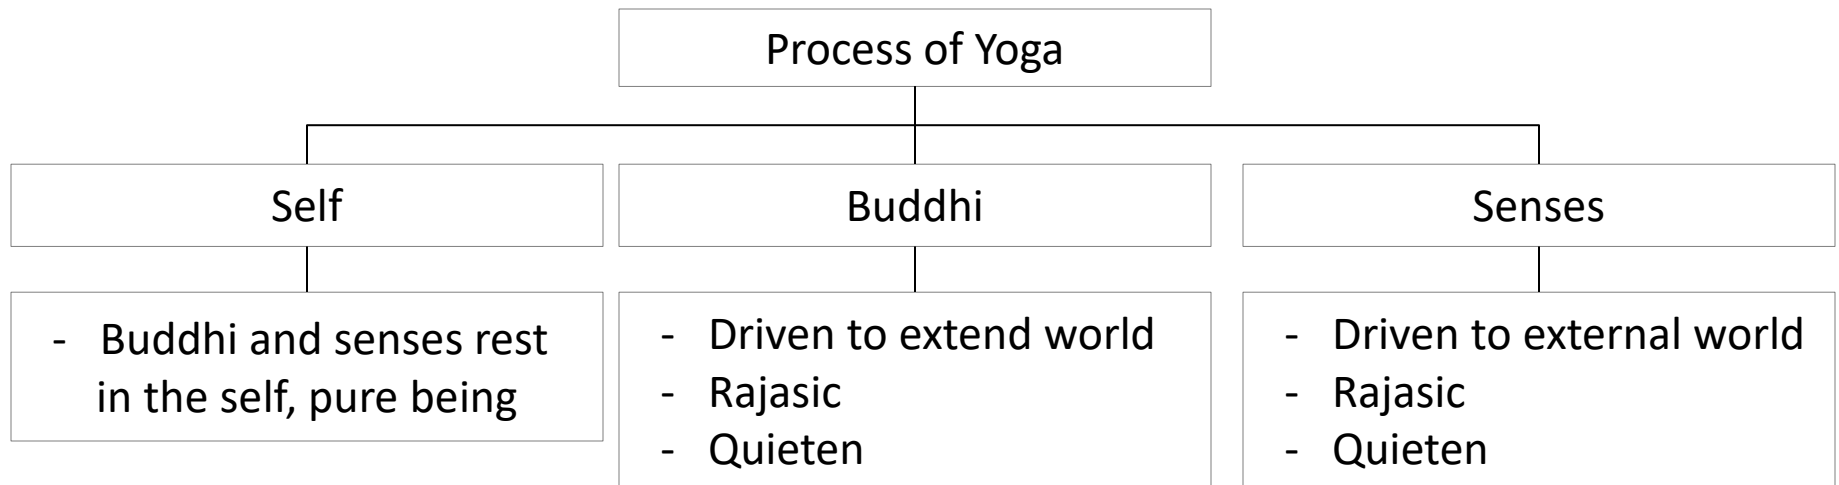 Process of Yoga
Self
Buddhi
Senses
- Buddhi and senses rest
in the self, pure being
- Driven to extend world
- Rajasic
- Quieten
- Driven to external world
- Rajasic
- Quieten